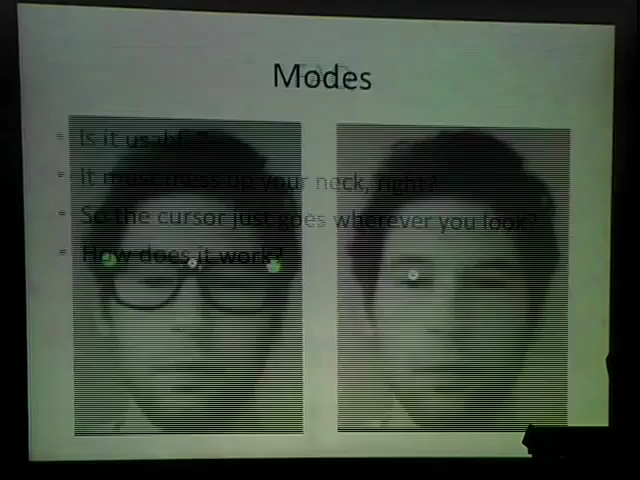 Modes
Is it usable?
It must mess up your neck, right?
So the cursor just goes wherever you look?
How does it work?